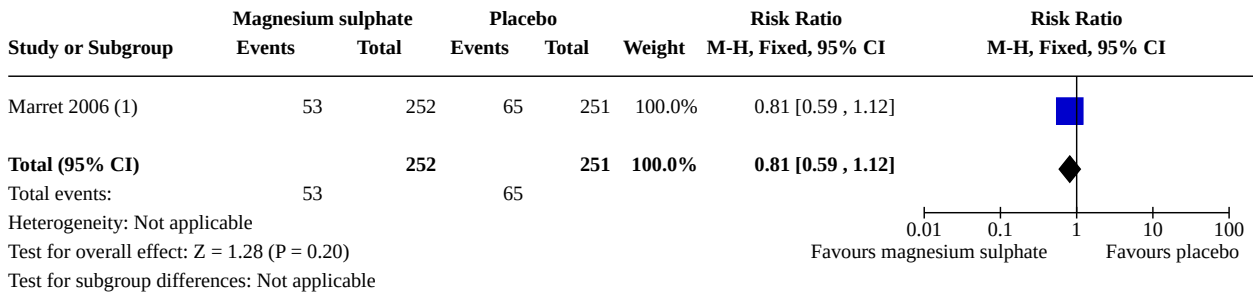 Magnesium sulphate Placebo Risk Ratio Risk Ratio
Study or Subgroup Events Total Events Total Weight M-H, Fixed, 95% CI M-H, Fixed, 95% CI
Marret 2006 (1) 53 252 65 251 100.0% 0.81 [0.59 , 1.12]
Total (95% CI) 252 251 100.0% 0.81 [0.59 , 1.12]
Total events: 53 65
Heterogeneity: Not applicable
0.01 0.1 1 10 100
Test for overall effect: Z = 1.28 (P = 0.20) Favours magnesium sulphate Favours placebo
Test for subgroup differences: Not applicable